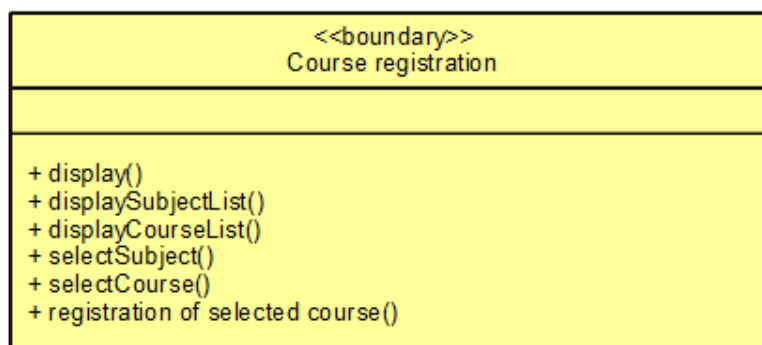 <<boundary>>
Course registration
+ display()
+ displaySubjectList()
+ displayCourseList()
+ selectSubject()
+ selectCourse()
+ registration of selected course()